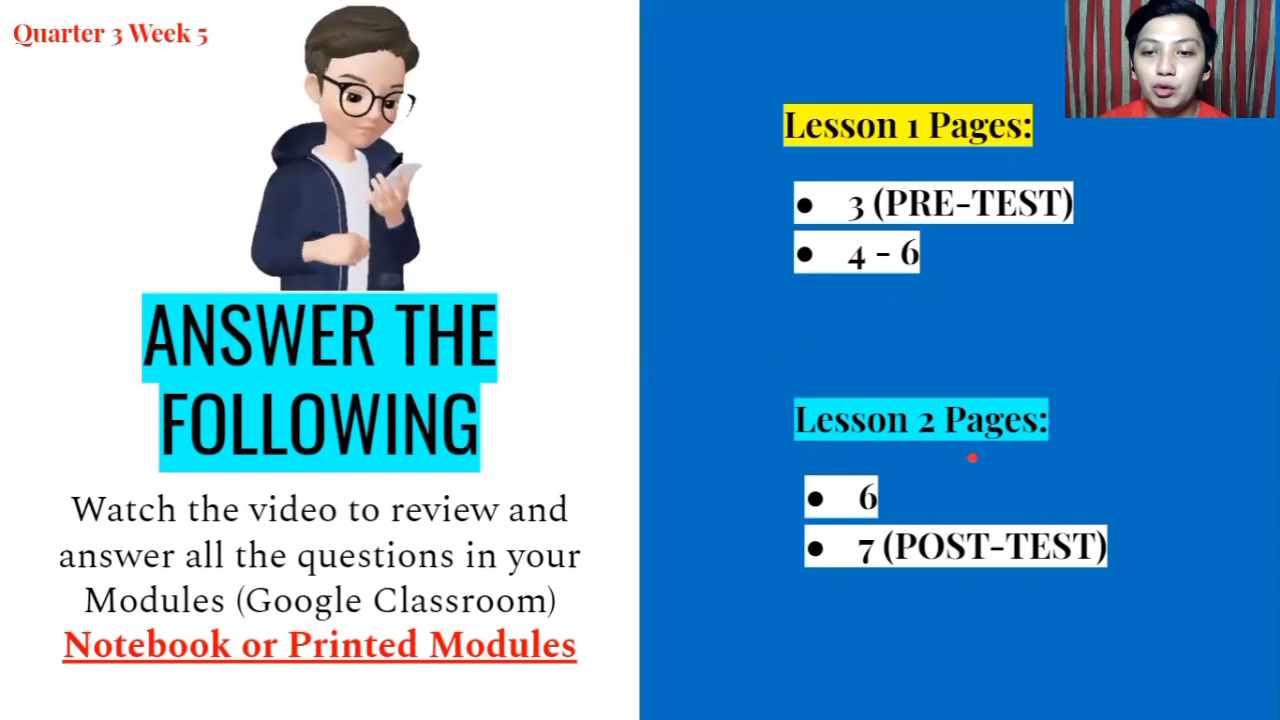 Quarter 3 Week 5
ANSWER THE
FOLLOWING
Watch the video to review and
answer all the questions in your
Modules (Google Classroom)
Notebook or Printed Modules
Lesson 1 Pages:
● 3 (PRE-TEST)
● 4 - 6
Lesson 2 Pages:
● 6
● 7 (POST-TEST)